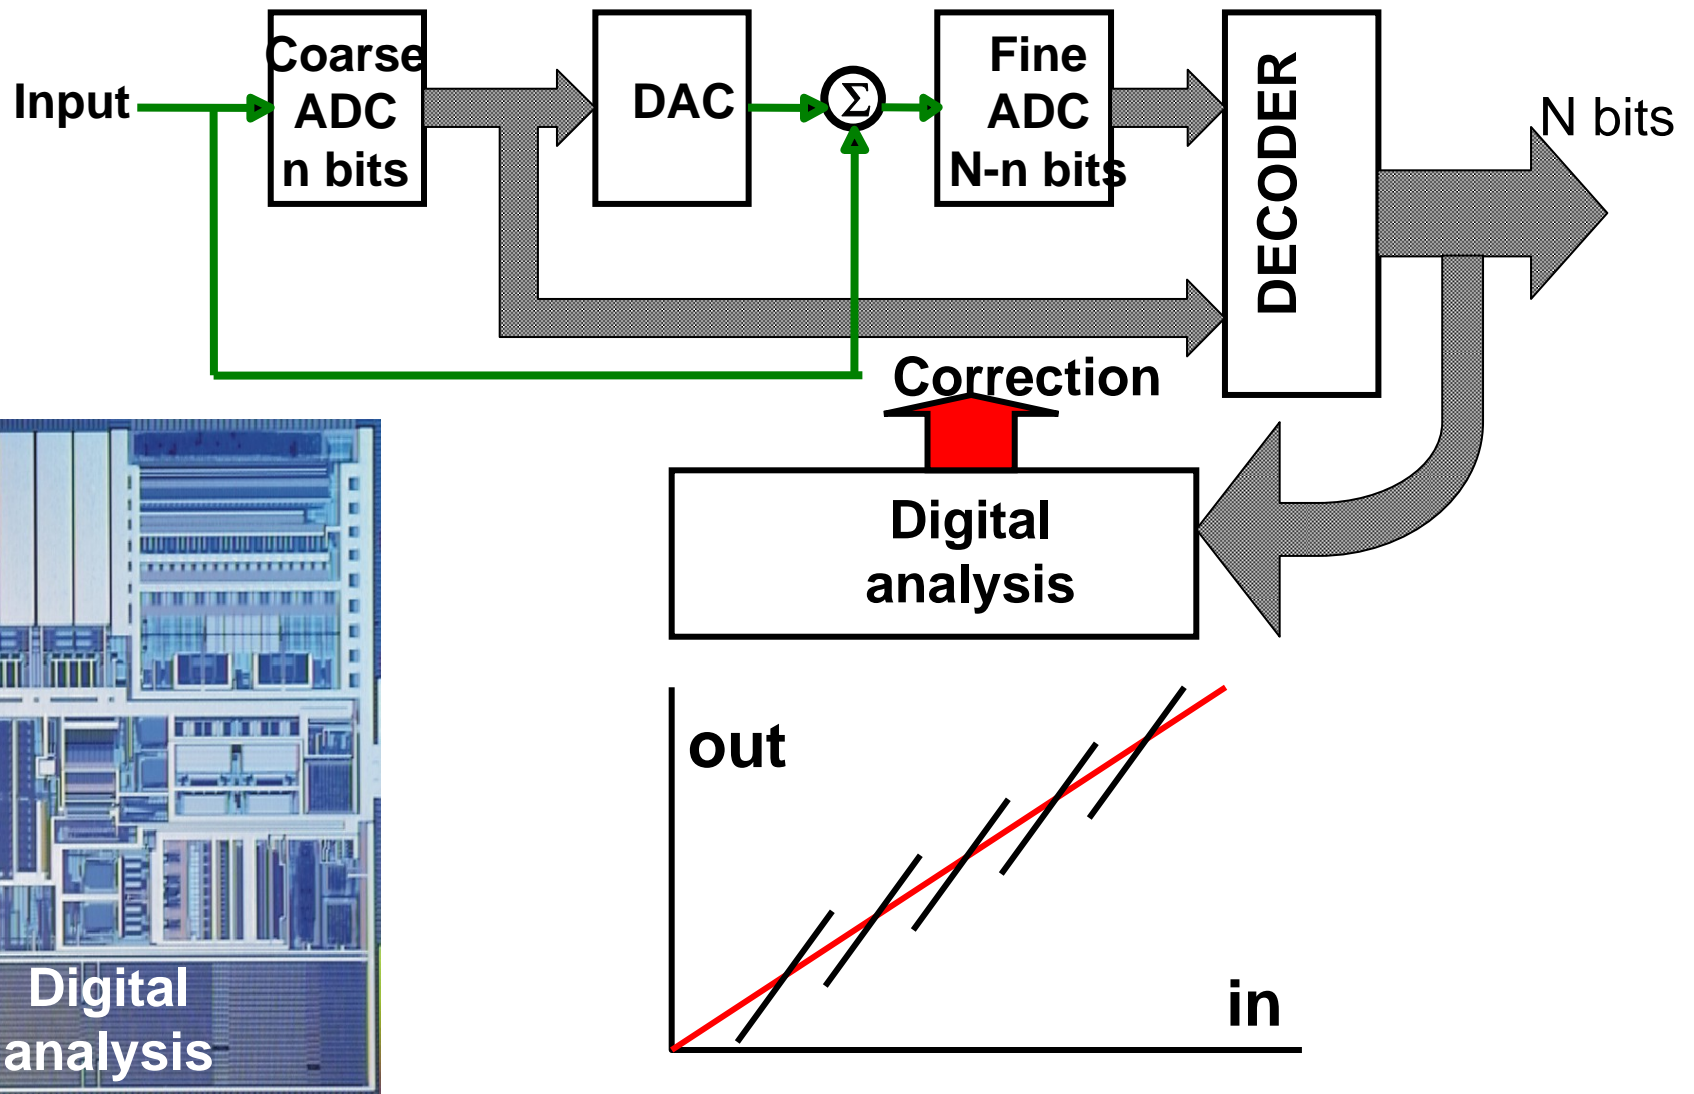 Input
Coarse
ADC
n bits
DAC
Σ
Fine
ADC
N-n bits
DECODER
N bits
Correction
Digital
analysis
out
in
Digital
analysis